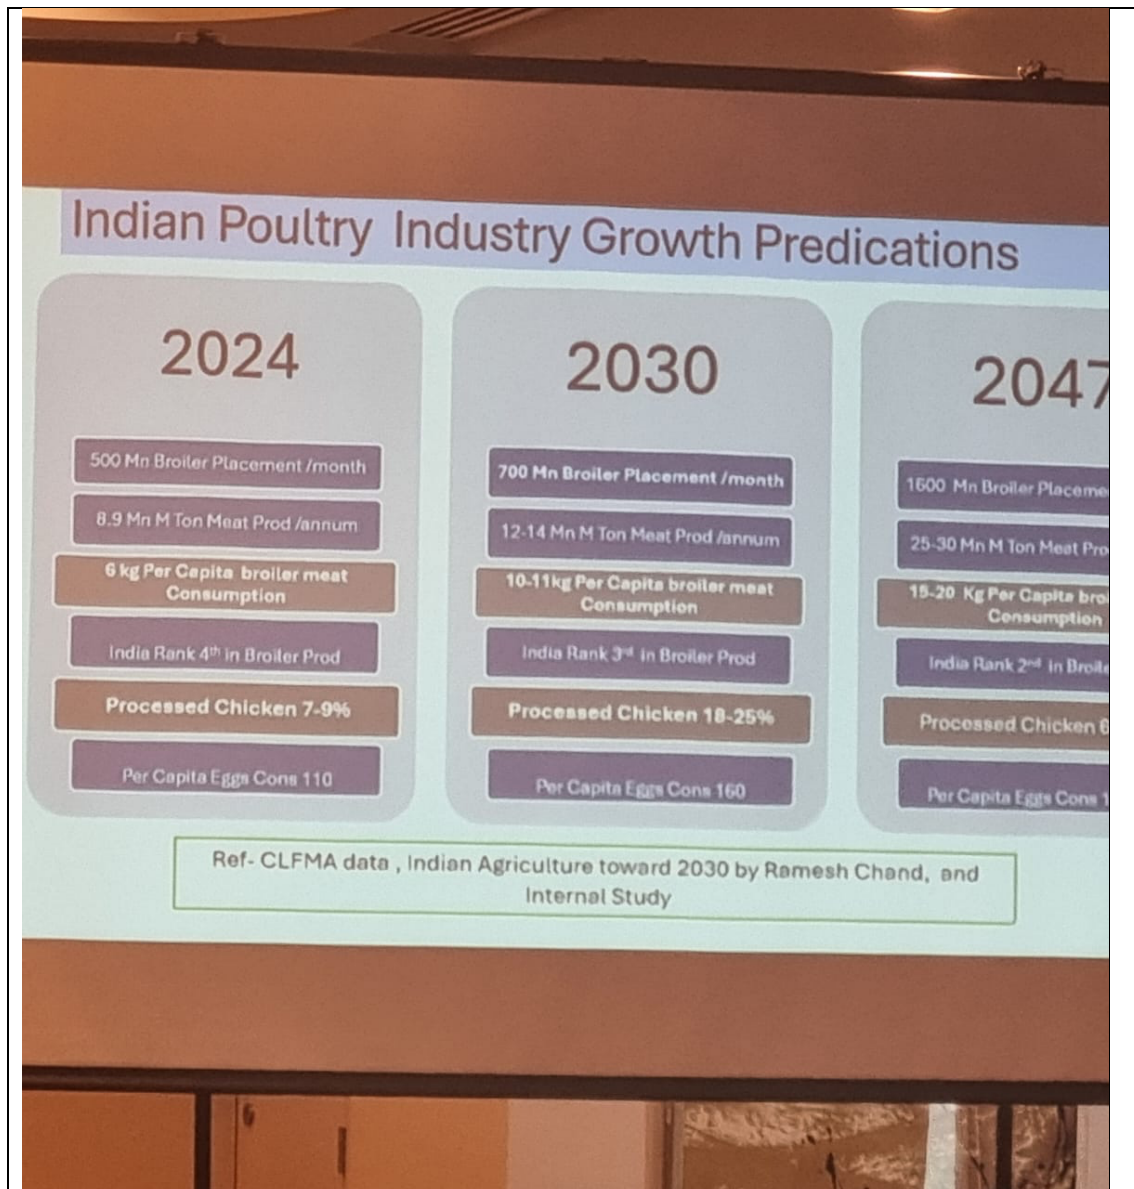 Indian Poultry Industry Growth Predications
2024
500 Mn Broiler Placement /month
8.9 Mn M Ton Meat Prod /annum
6 kg Per Capita broiler meat
Consumption
India Rank 4th in Broiler Prod
Processed Chicken 7-9%
Per Capita Eggs Cons 110
2030
700 Mn Broiler Placement /month
12-14 Mn M Ton Meat Prod /annum
10-11kg Per Capita broiler meat
Consumption
India Rank 3rd in Broiler Prod
Processed Chicken 18-25%
Per Capita Eggs Cons 160
2047
1600 Mn Broiler
25-30 Mn M Ton Meat
15-20 Kg Per Capita
Consumption
India Rank 2nd in
Processed Chicken
Per Capita Eggs Cons
Ref- CLFMA data , Indian Agriculture toward 2030 by Ramesh Chand, and
Internal Study